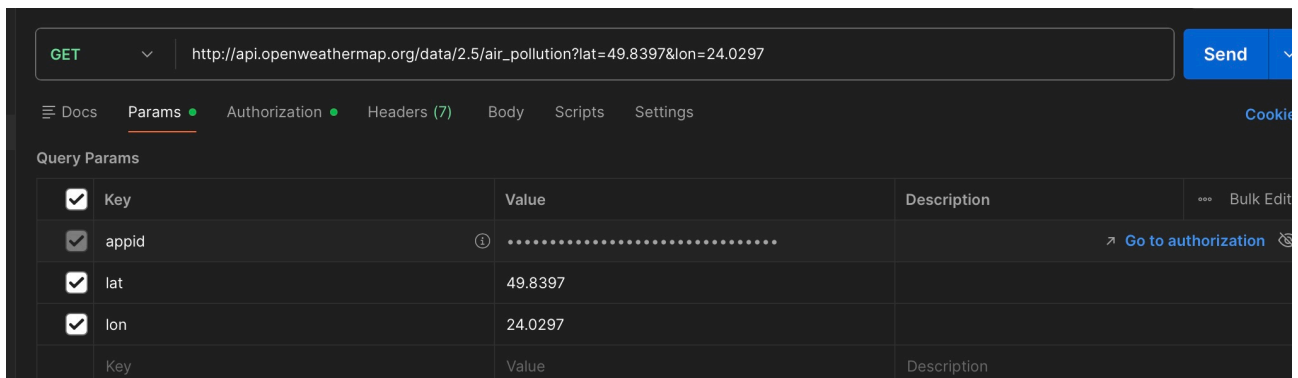 GET http://api.openweathermap.org/data/2.5/air_pollution?lat=49.8397&lon=24.0297 Send
Docs Params Authorization Headers (7) Body Scripts Settings Cookie
Query Params
Key Value Description Bulk Edit
appid •••••••••••••••••••••••••••••••• Go to authorization
lat 49.8397
lon 24.0297
Key Value Description